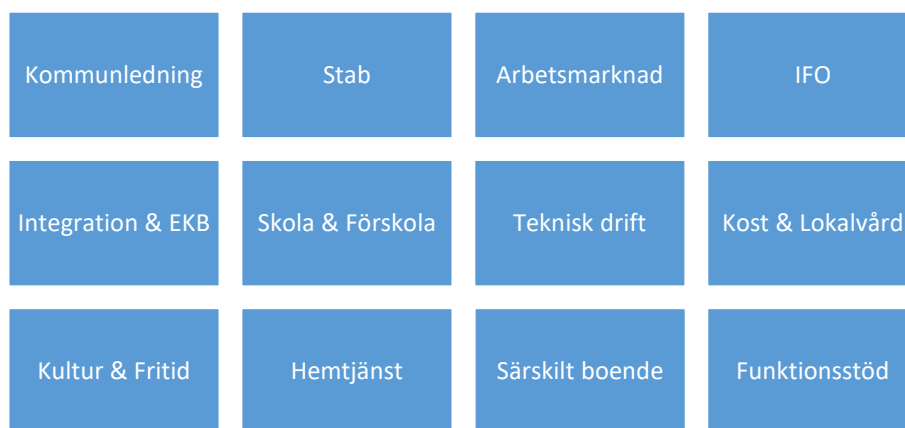 Kommunledning
Stab
Arbetsmarknad
IFO
Integration & EKB
Skola & Förskola
Teknisk drift
Kost & Lokalvård
Kultur & Fritid
Hemtjänst
Särskilt boende
Funktionsstöd